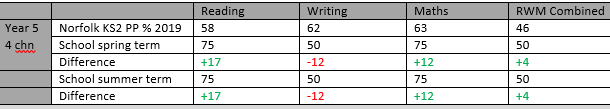 Reading Writing Maths RWM Combined
Year 5 Norfolk KS2 PP % 2019 58 62 63 46
4 chn School spring term 75 50 75 50
Difference +17 -12 +12 +4
School summer term 75 50 75 50
Difference +17 -12 +12 +4